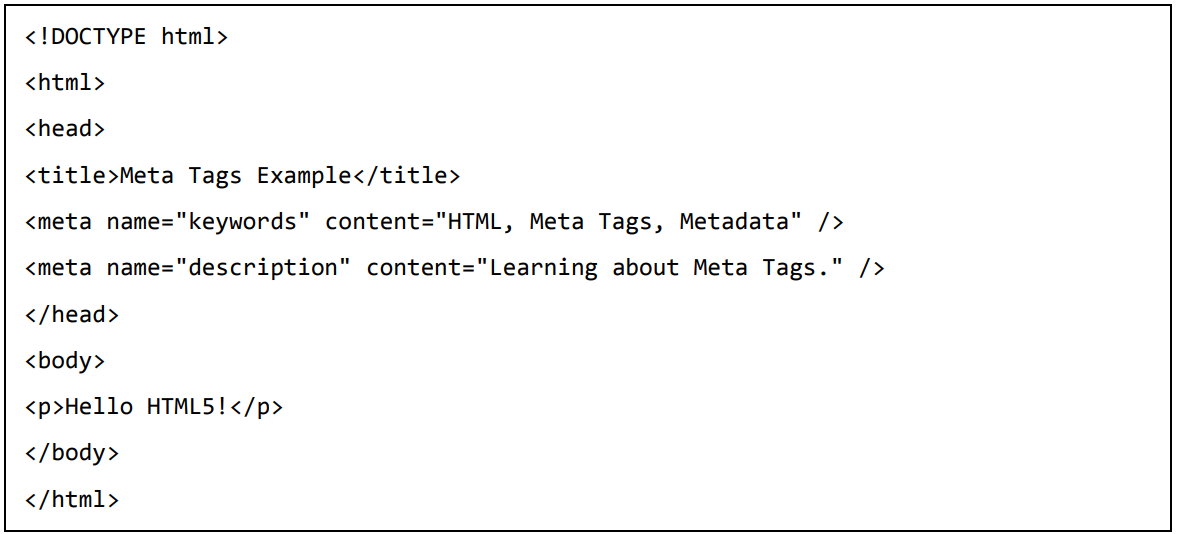 <!DOCTYPE html>
<html>
<head>
<title>Meta Tags Example</title>
<meta name="keywords" content="HTML, Meta Tags, Metadata" />
<meta name="description" content="Learning about Meta Tags." />
</head>
<body>
<p>Hello HTML5!</p>
</body>
</html>